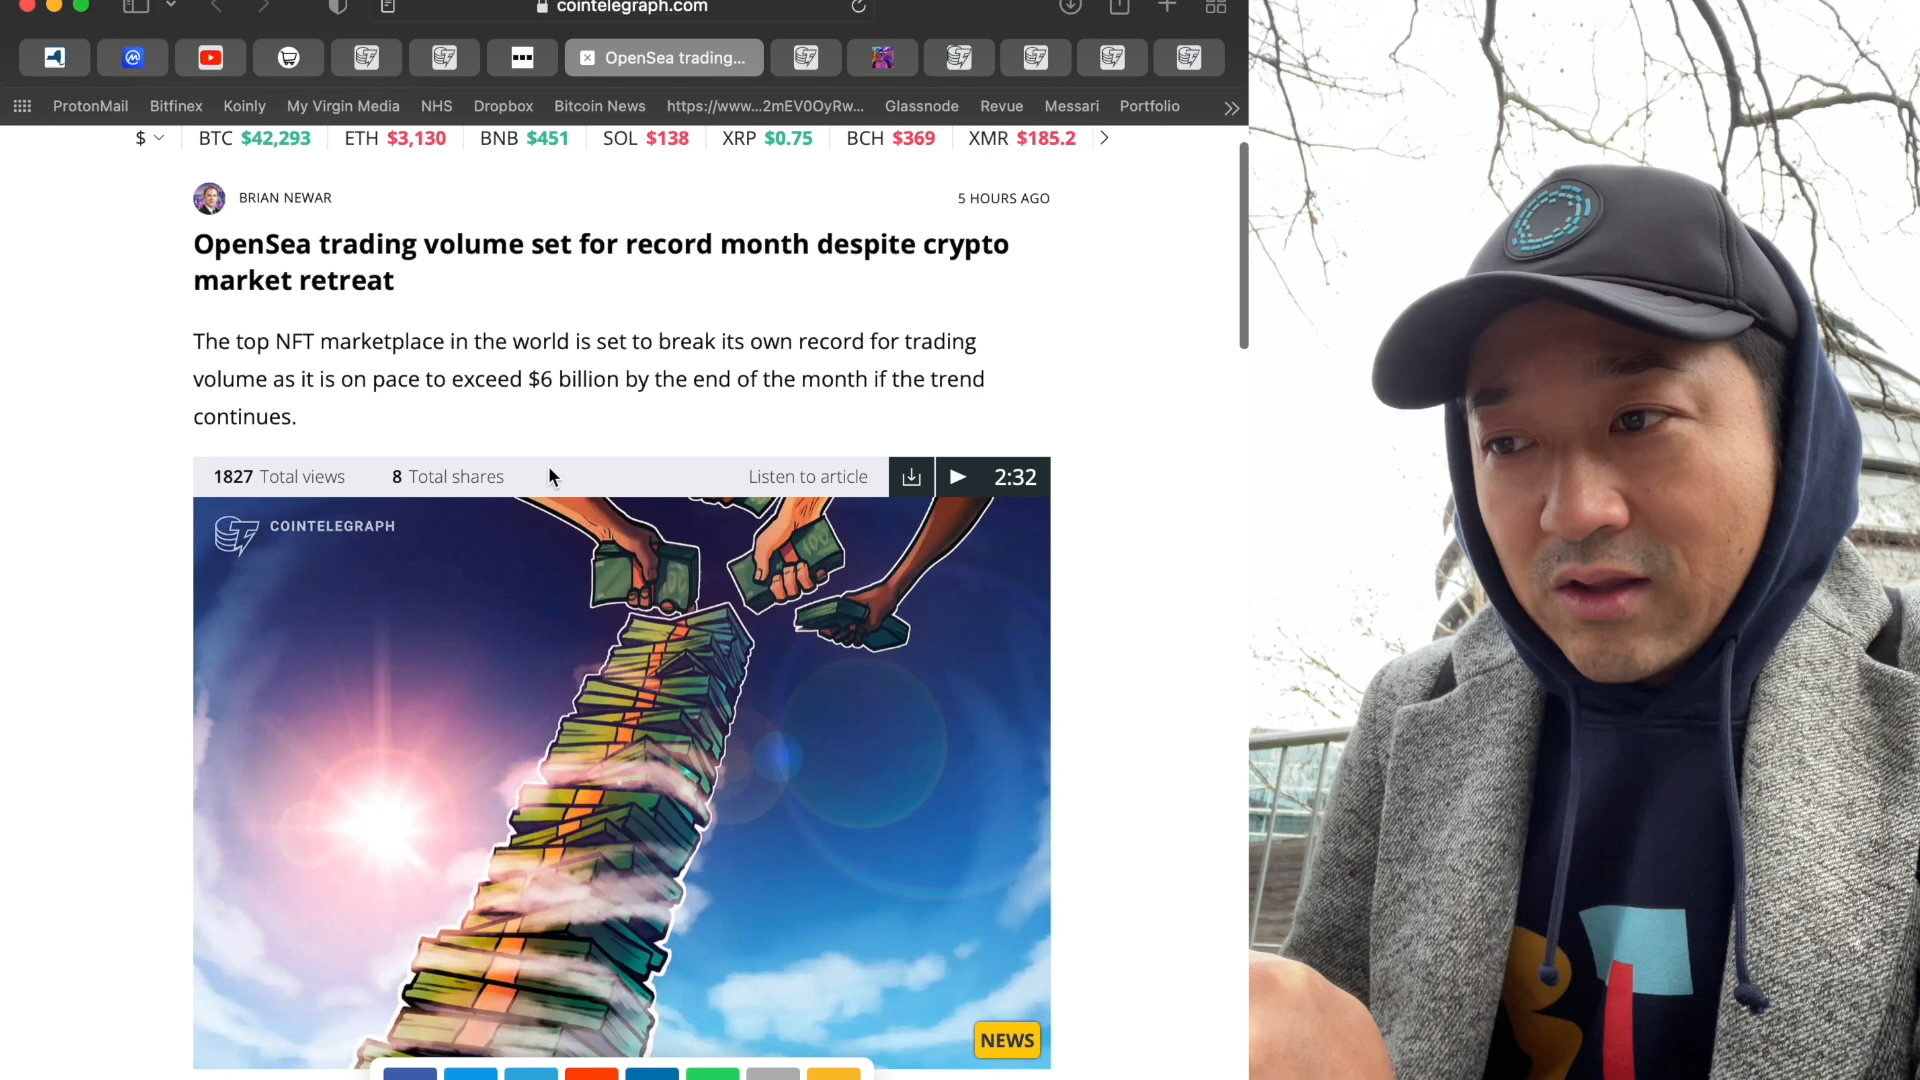 cointelegraph.com
OpenSea trading...
ProtonMail Bitfinex Koinly My Virgin Media NHS Dropbox Bitcoin News https://www...2mEV0OyRw... Glassnode Revue Messari Portfolio
$ BTC $42,293 ETH $3,130 BNB $451 SOL $138 XRP $0.75 BCH $369 XMR $185.2
BRIAN NEWAR
5 HOURS AGO
OpenSea trading volume set for record month despite crypto
market retreat
The top NFT marketplace in the world is set to break its own record for trading
volume as it is on pace to exceed $6 billion by the end of the month if the trend
continues.
1827 Total views 8 Total shares Listen to article 2:32
COINTELEGRAPH
NEWS